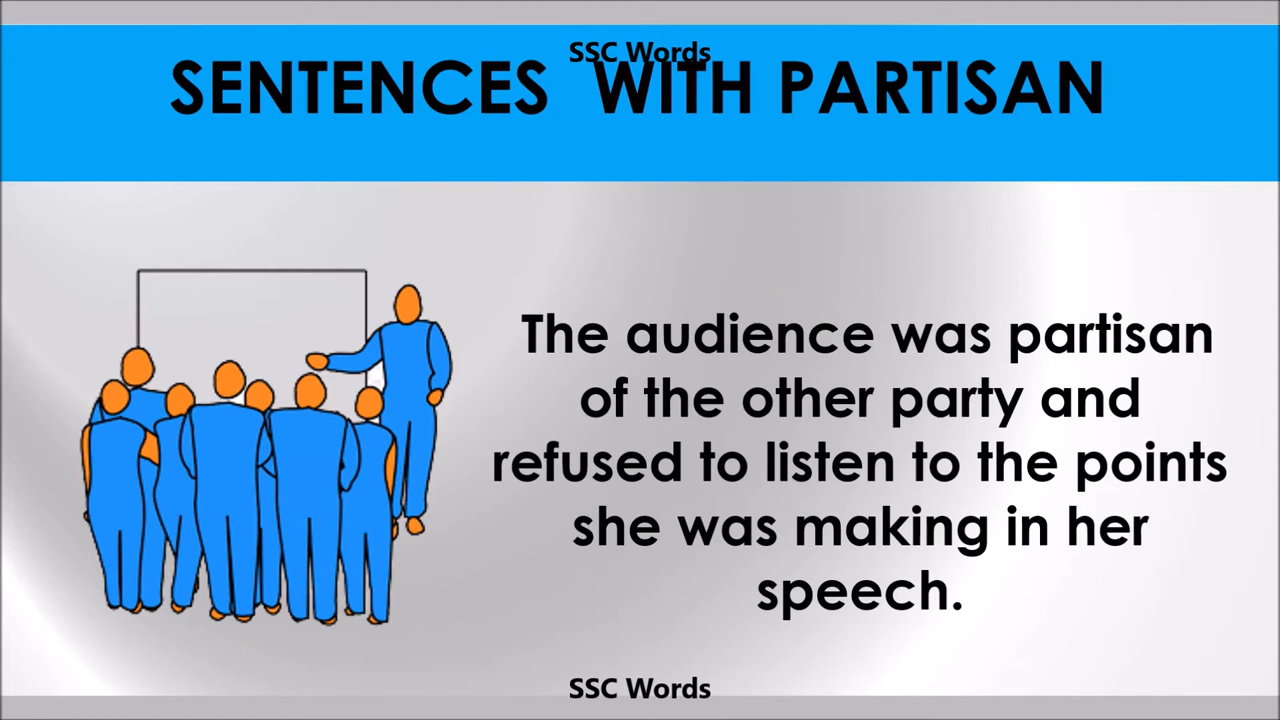 SSC Words
SENTENCES WITH PARTISAN
The audience was partisan
of the other party and
refused to listen to the points
she was making in her
speech.
SSC Words